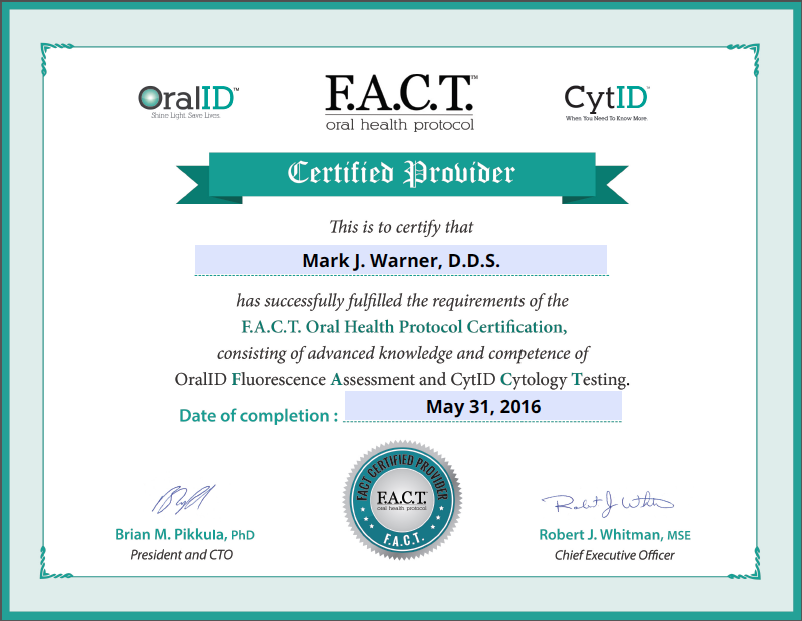 OralID™
Shine Light. Save Lives.
F.A.C.T.™
oral health protocol
CytID™
When You Need To Know More.
Certified Provider
This is to certify that
Mark J. Warner, D.D.S.
has successfully fulfilled the requirements of the
F.A.C.T. Oral Health Protocol Certification,
consisting of advanced knowledge and competence of
OralID Fluorescence Assessment and CytID Cytology Testing.
Date of completion :
May 31, 2016
FACT CERTIFIED PROVIDER
F.A.C.T.
oral health protocol
F.A.C.T.
Brian M. Pikkula, PhD
President and CTO
Robert J. Whitman, MSE
Chief Executive Officer